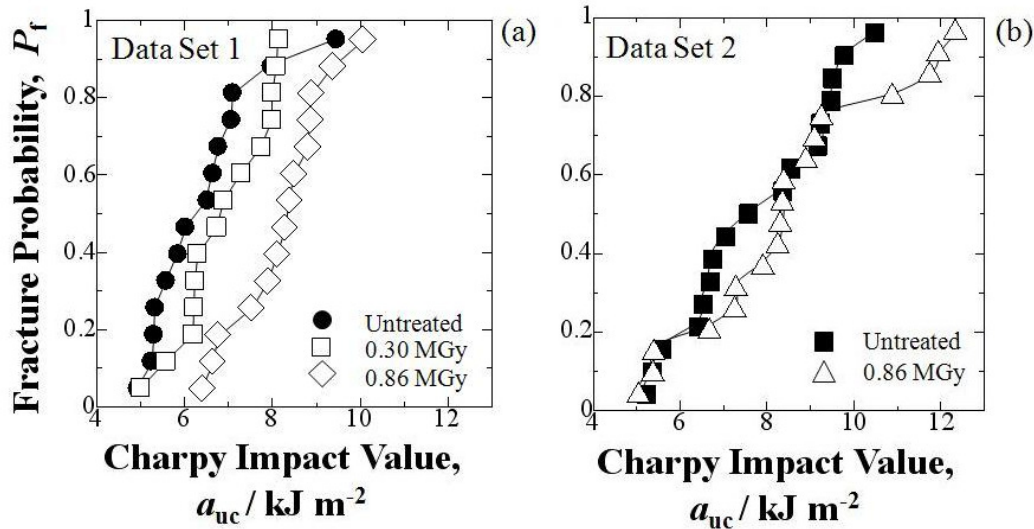 Fracture Probability, Pf
1
0.8
0.6
0.4
0.2
0
Data Set 1
(a)
Untreated
0.30 MGy
0.86 MGy
4 6 8 10 12
Charpy Impact Value,
auc / kJ m-2
1
0.8
0.6
0.4
0.2
0
Data Set 2
(b)
Untreated
0.86 MGy
4 6 8 10 12
Charpy Impact Value,
auc / kJ m-2